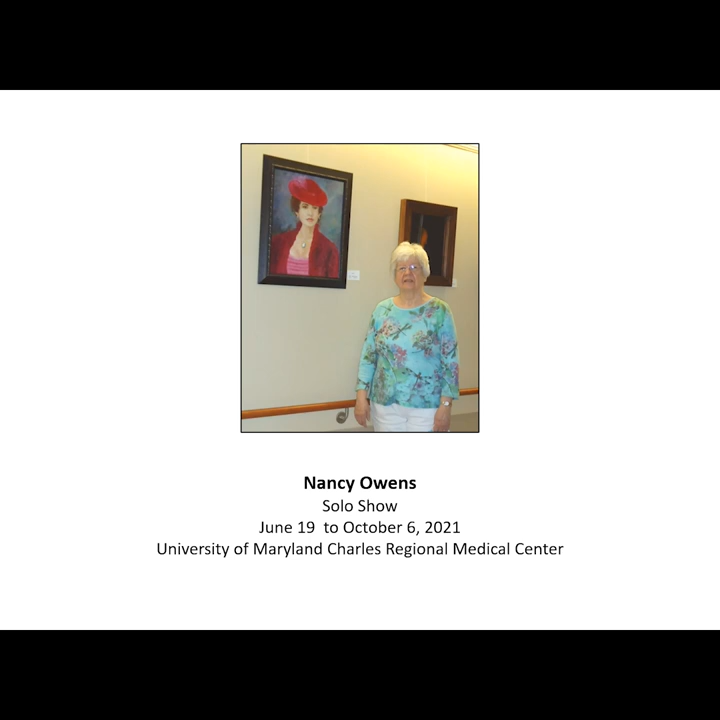 Nancy Owens
Solo Show
June 19  to October 6, 2021
University of Maryland Charles Regional Medical Center